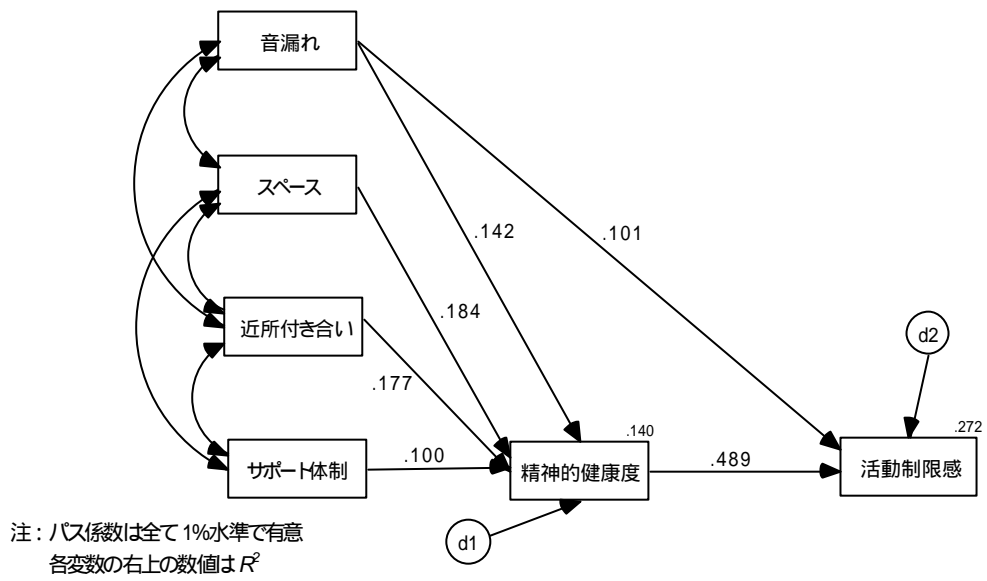 音漏れ
スペース
.142
.101
.184
近所付き合い
d2
.177
.140
.272
サポート体制
.100
精神的健康度
.489
活動制限感
注：パス係数は全て1%水準で有意
各変数の右上の数値はR²
d1